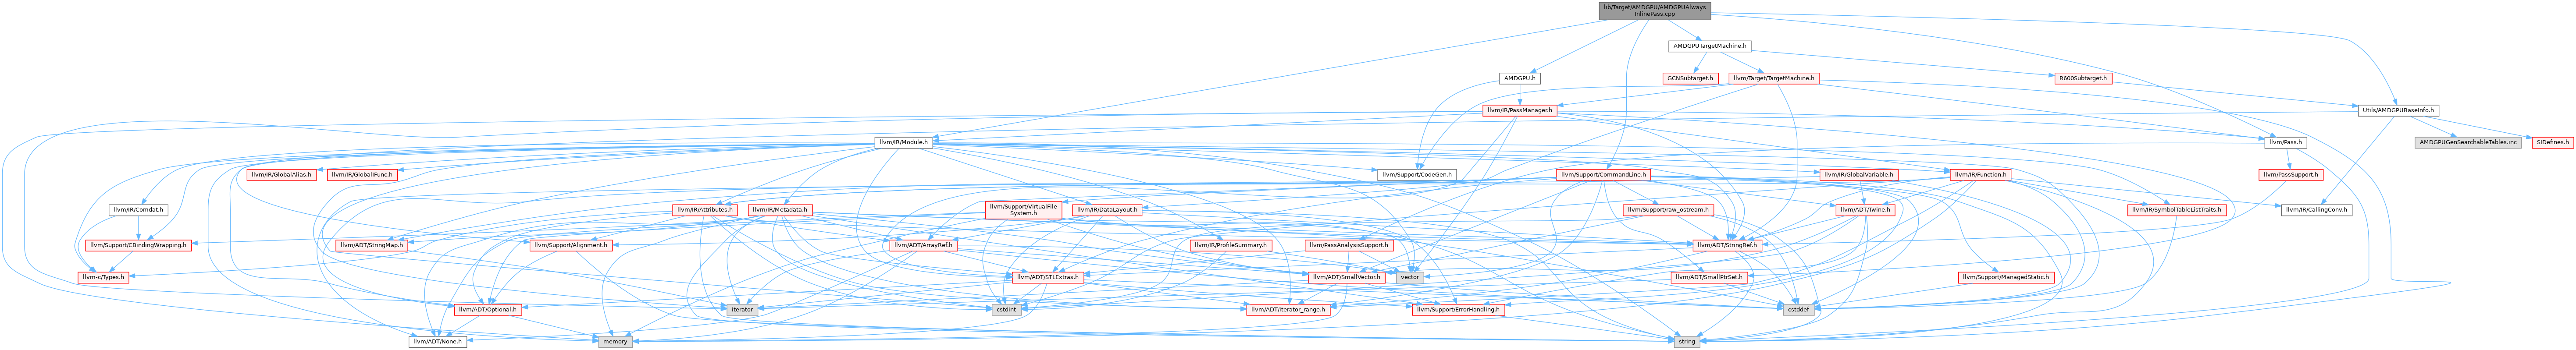 lib/Target/AMDGPU/AMDGPUAlways
InlinePass.cpp
AMDGPUTargetMachine.h
AMDGPU.h
GCNSubtarget.h
llvm/Target/TargetMachine.h
R600Subtarget.h
llvm/IR/PassManager.h
Utils/AMDGPUBaseInfo.h
llvm/IR/Module.h
llvm/Pass.h
AMDGPUGenSearchableTables.inc
SIDefines.h
llvm/IR/GlobalAlias.h
llvm/IR/GlobalIFunc.h
llvm/Support/CodeGen.h
llvm/Support/CommandLine.h
llvm/IR/GlobalVariable.h
llvm/IR/Function.h
llvm/PassSupport.h
llvm/IR/Comdat.h
llvm/IR/Attributes.h
llvm/IR/Metadata.h
llvm/Support/VirtualFile
System.h
llvm/IR/DataLayout.h
llvm/Support/raw_ostream.h
llvm/ADT/Twine.h
llvm/IR/SymbolTableListTraits.h
llvm/IR/CallingConv.h
llvm/Support/CBindingWrapping.h
llvm/ADT/StringMap.h
llvm/Support/Alignment.h
llvm/ADT/ArrayRef.h
llvm/IR/ProfileSummary.h
llvm/PassAnalysisSupport.h
llvm/ADT/StringRef.h
llvm-c/Types.h
llvm/ADT/STLExtras.h
llvm/ADT/SmallVector.h
vector
llvm/ADT/SmallPtrSet.h
llvm/Support/ManagedStatic.h
llvm/ADT/Optional.h
iterator
cstdint
llvm/ADT/iterator_range.h
llvm/Support/ErrorHandling.h
cstddef
llvm/ADT/None.h
memory
string